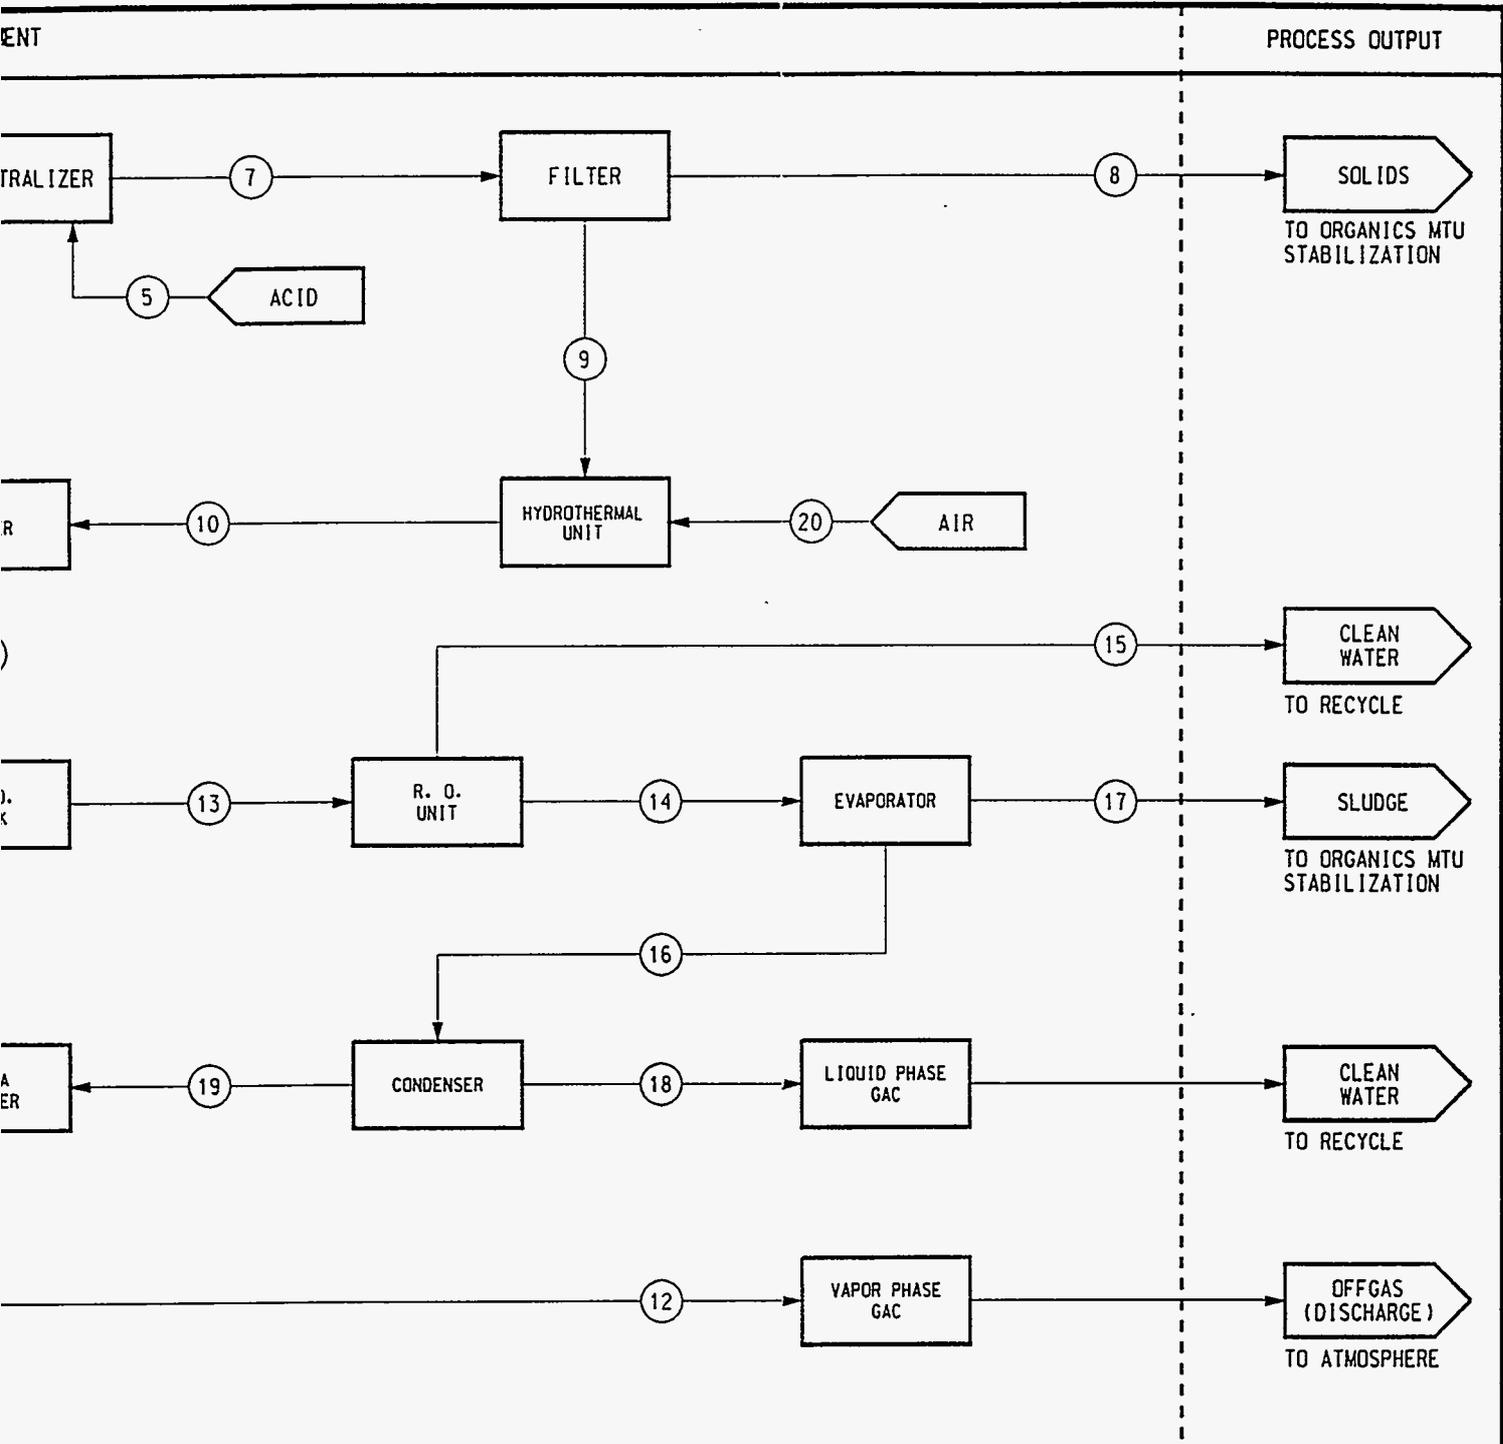 ENT
PROCESS OUTPUT
TRALIZER
7
FILTER
8
SOLIDS
TO ORGANICS MTU
STABILIZATION
5
ACID
9
R
10
HYDROTHERMAL
UNIT
20
AIR
15
CLEAN
WATER
TO RECYCLE
13
R. O.
UNIT
14
EVAPORATOR
17
SLUDGE
TO ORGANICS MTU
STABILIZATION
16
A
ER
19
CONDENSER
18
LIQUID PHASE
GAC
CLEAN
WATER
TO RECYCLE
12
VAPOR PHASE
GAC
OFFGAS
(DISCHARGE)
TO ATMOSPHERE